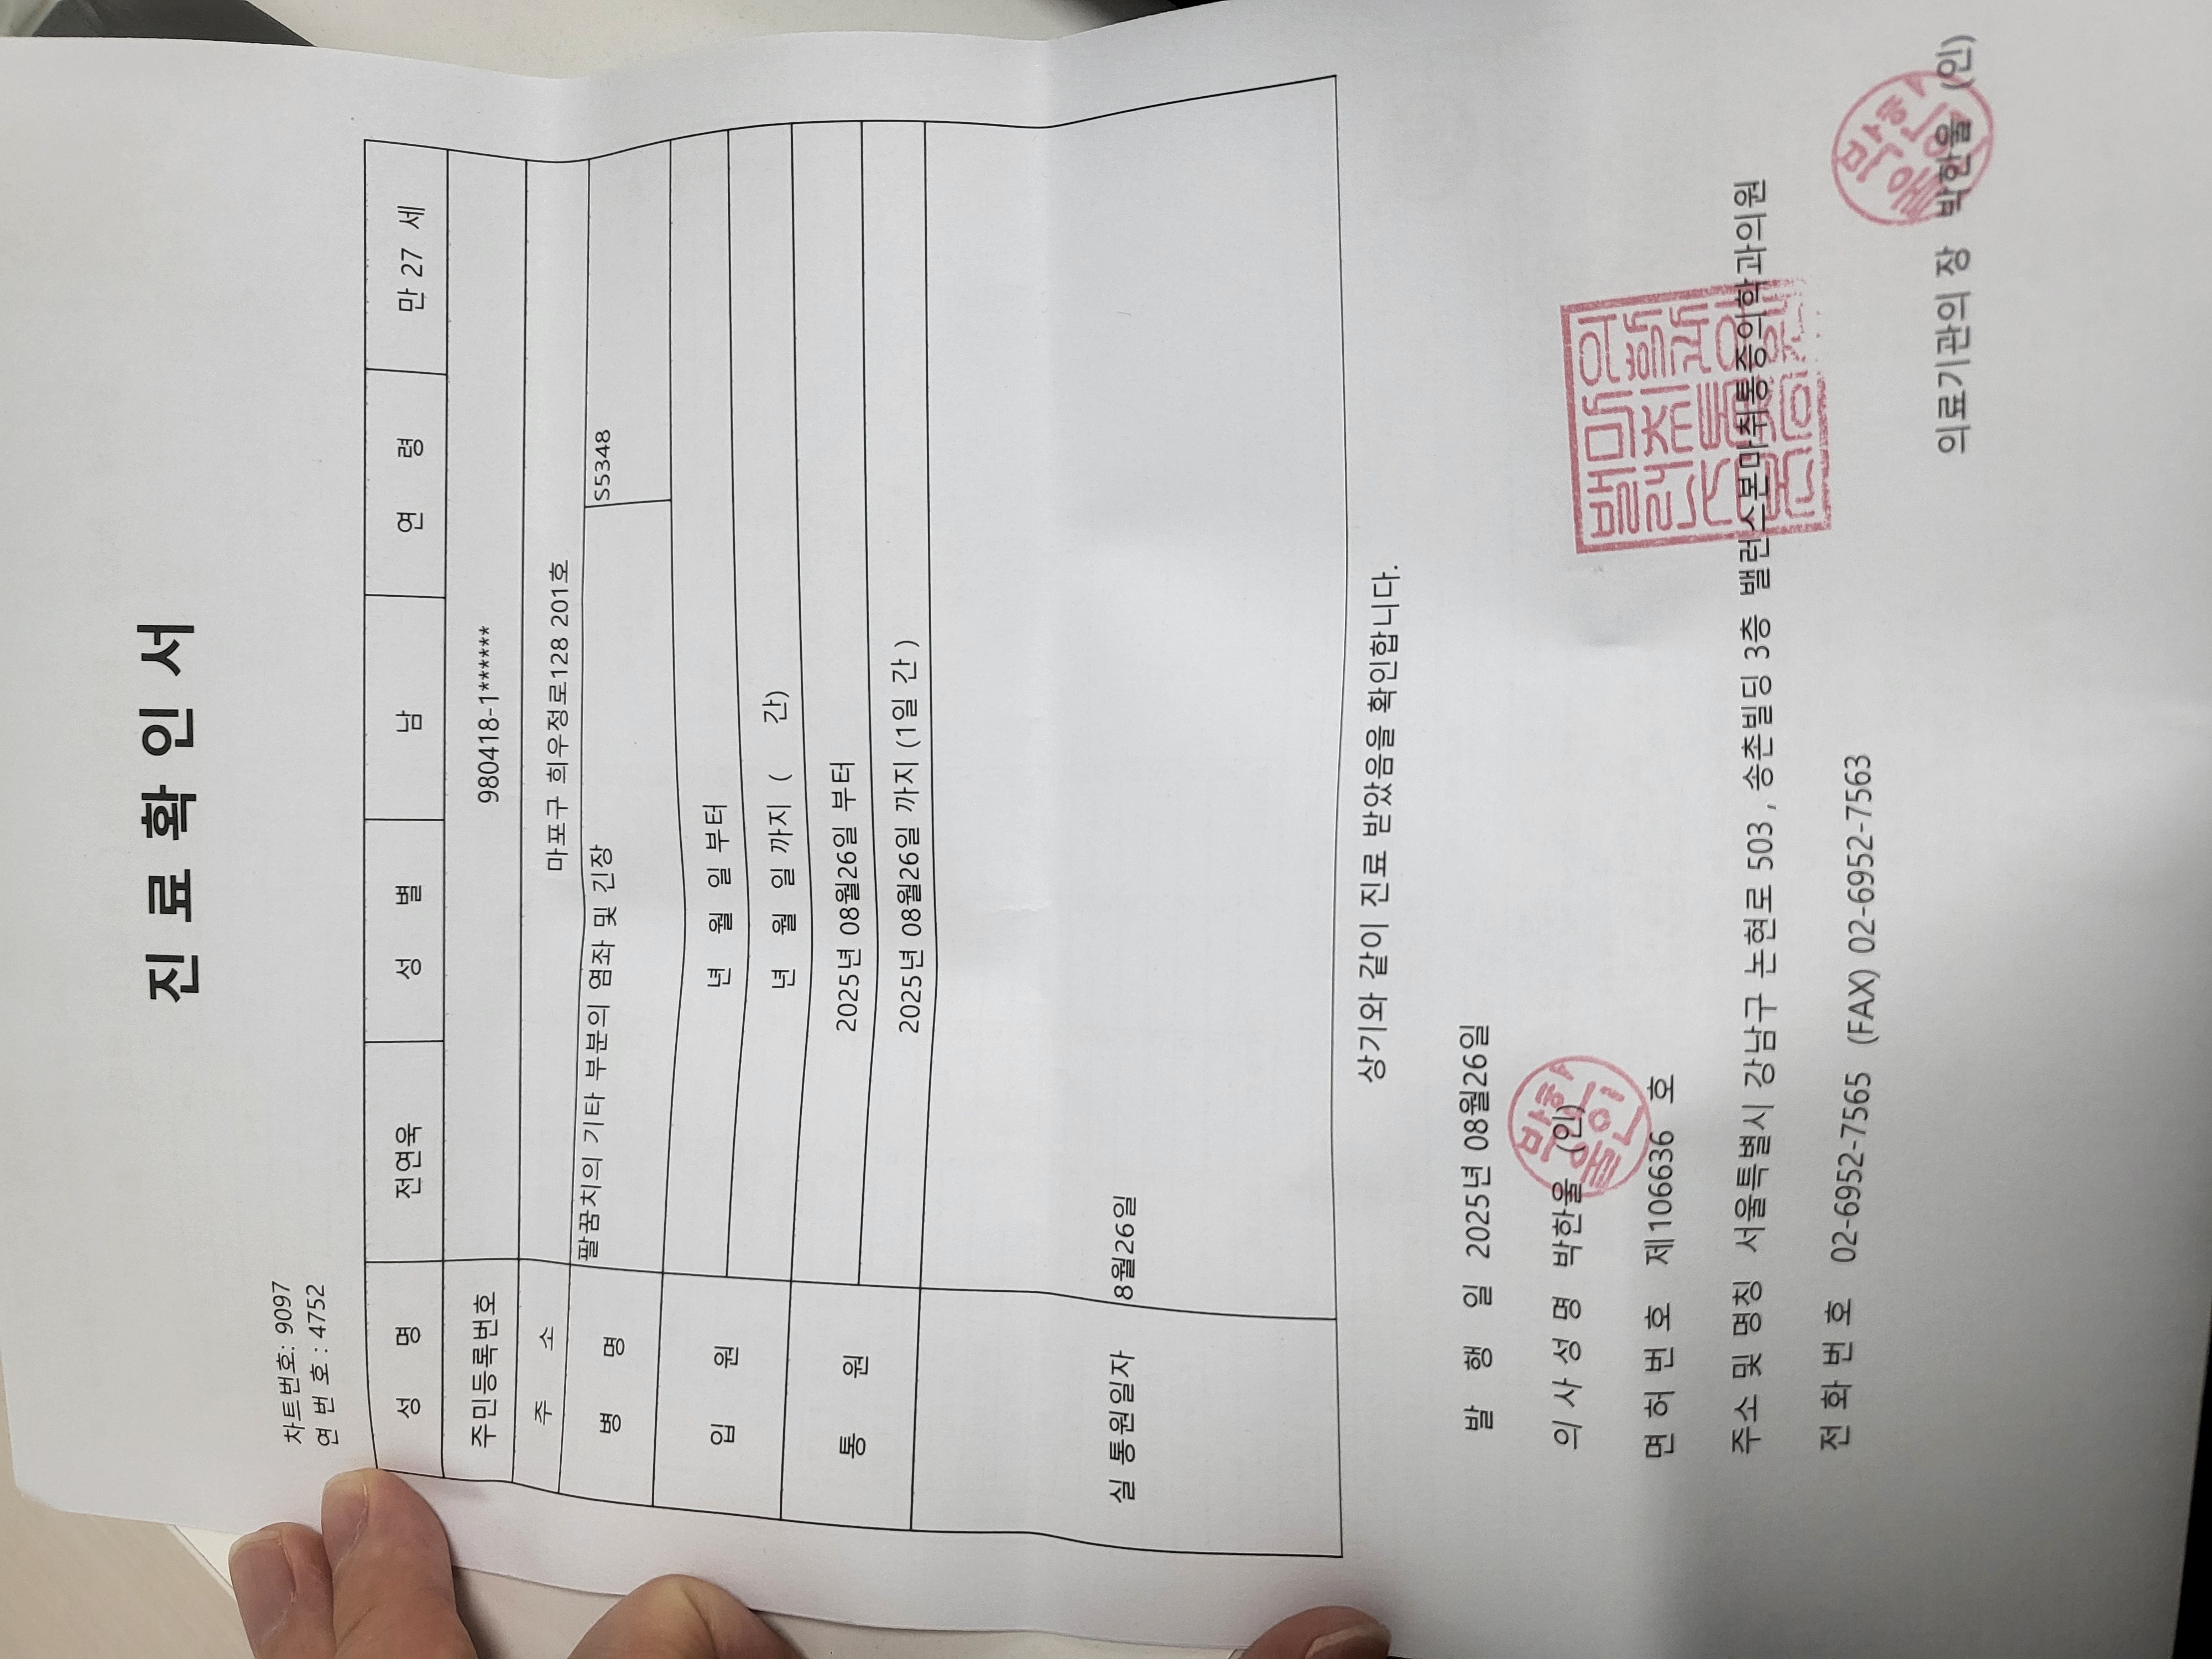 진 료 확 인 서
차트번호: 9097
연 번 호 : 4752
성 명 전연욱 성 별 남 연 령 만 27 세
주민등록번호 980418-1******
주 소 마포구 희우정로128 201호
병 명 팔꿈치의 기타 부분의 염좌 및 긴장 S5348
입 원 년 월 일 부터
년 월 일 까지 ( 간)
통 원 2025년 08월26일 부터
2025년 08월26일 까지 (1일 간 )
실 통원일자 8월26일
상기와 같이 진료 받았음을 확인합니다.
발 행 일 2025년 08월26일
의 사 성 명 박한울 (인)
박한울인
면 허 번 호 제106636 호
주소 및 명칭 서울특별시 강남구 논현로 503 , 송촌빌딩 3층 밸런스본마취통증의학과의원
밸런스본마취통증의학과의원
전 화 번 호 02-6952-7565 (FAX) 02-6952-7563
의료기관의 장 박한울 (인)
박한울인